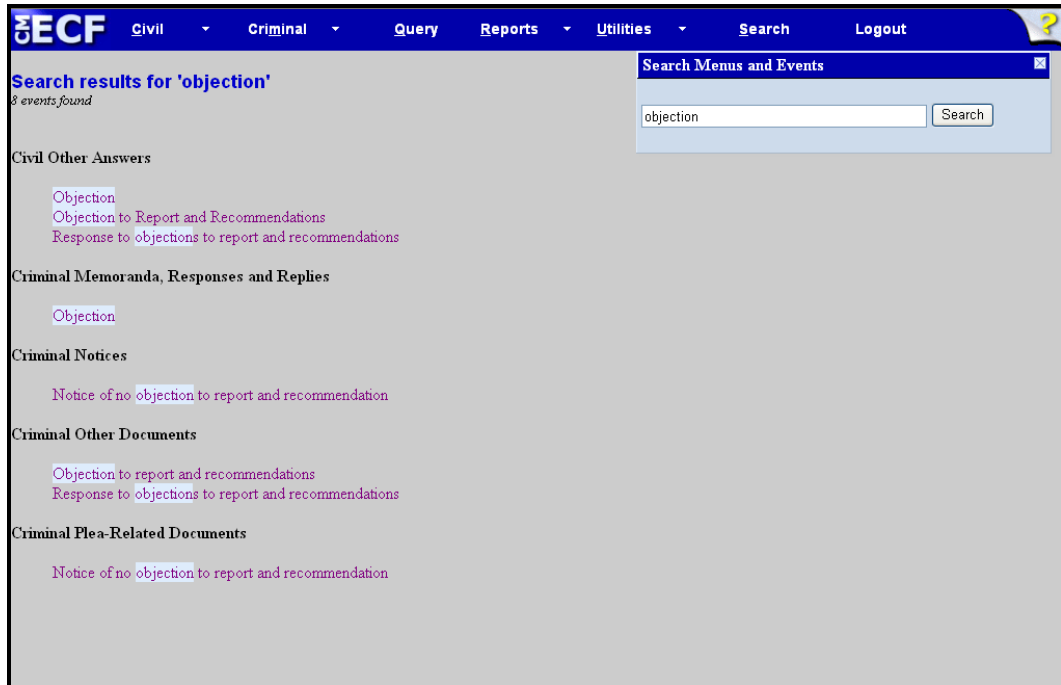 CM ECF Civil Criminal Query Reports Utilities Search Logout ?
Search Menus and Events
objection Search
Search results for 'objection'
8 events found
Civil Other Answers
Objection
Objection to Report and Recommendations
Response to objections to report and recommendations
Criminal Memoranda, Responses and Replies
Objection
Criminal Notices
Notice of no objection to report and recommendation
Criminal Other Documents
Objection to report and recommendations
Response to objections to report and recommendations
Criminal Plea-Related Documents
Notice of no objection to report and recommendation